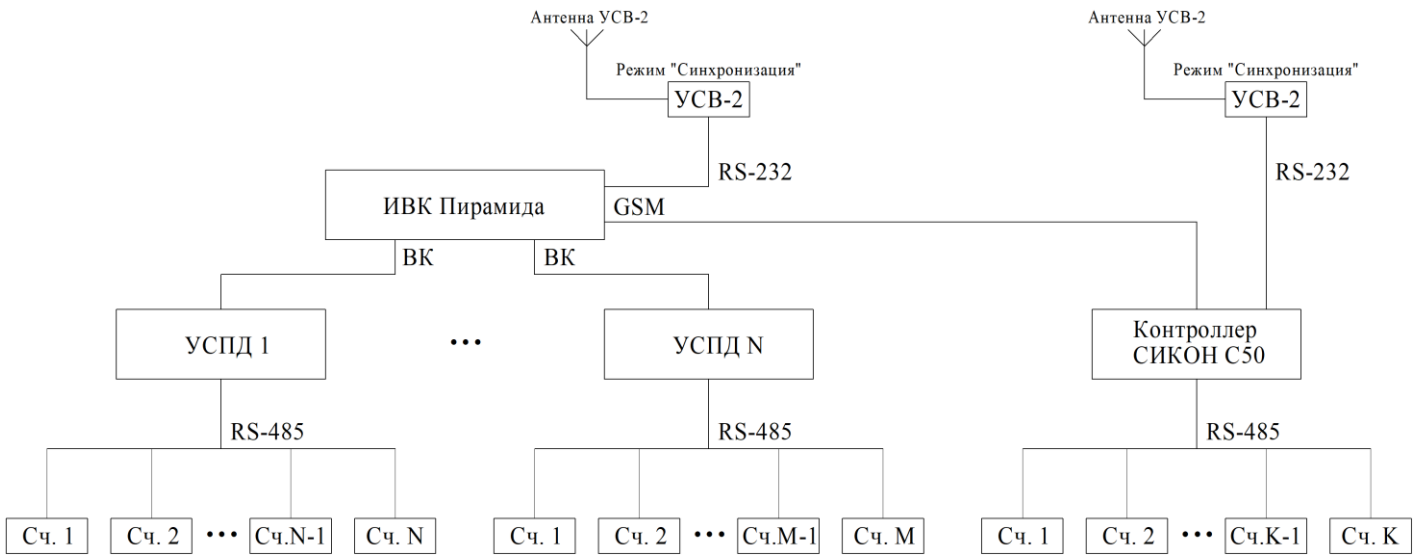 Антенна УСВ-2
Антенна УСВ-2
Режим "Синхронизация"
Режим "Синхронизация"
УСВ-2
УСВ-2
RS-232
RS-232
ИВК Пирамида
GSM
ВК
ВК
УСПД 1
•••
УСПД N
Контроллер
СИКОН С50
RS-485
RS-485
RS-485
Сч. 1
Сч. 2
•••
Сч.N-1
Сч. N
Сч. 1
Сч. 2
•••
Сч.M-1
Сч. M
Сч. 1
Сч. 2
•••
Сч.K-1
Сч. K